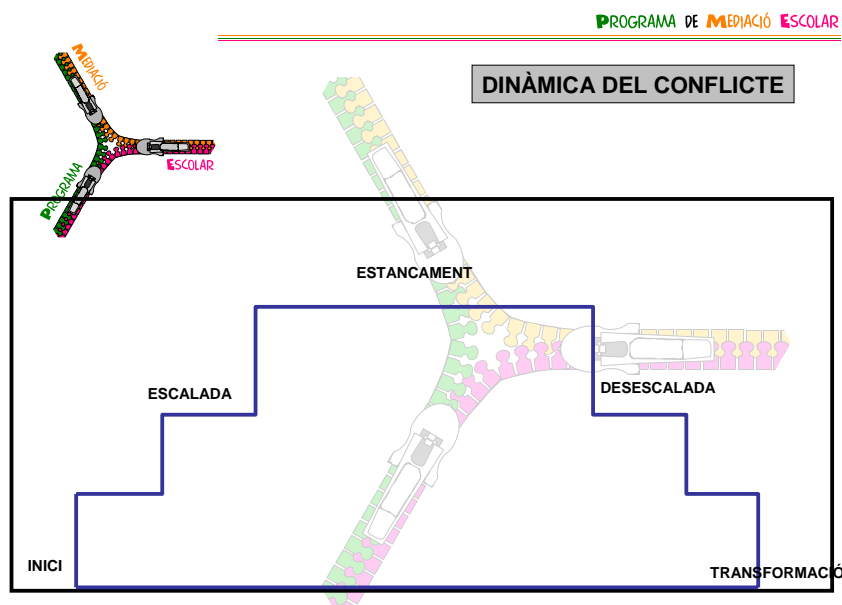 PROGRAMA DE MEDIACIÓ ESCOLAR
MEDIACIÓ
ESCOLAR
PROGRAMA
DINÀMICA DEL CONFLICTE
ESTANCAMENT
ESCALADA
DESESCALADA
INICI
TRANSFORMACIÓ